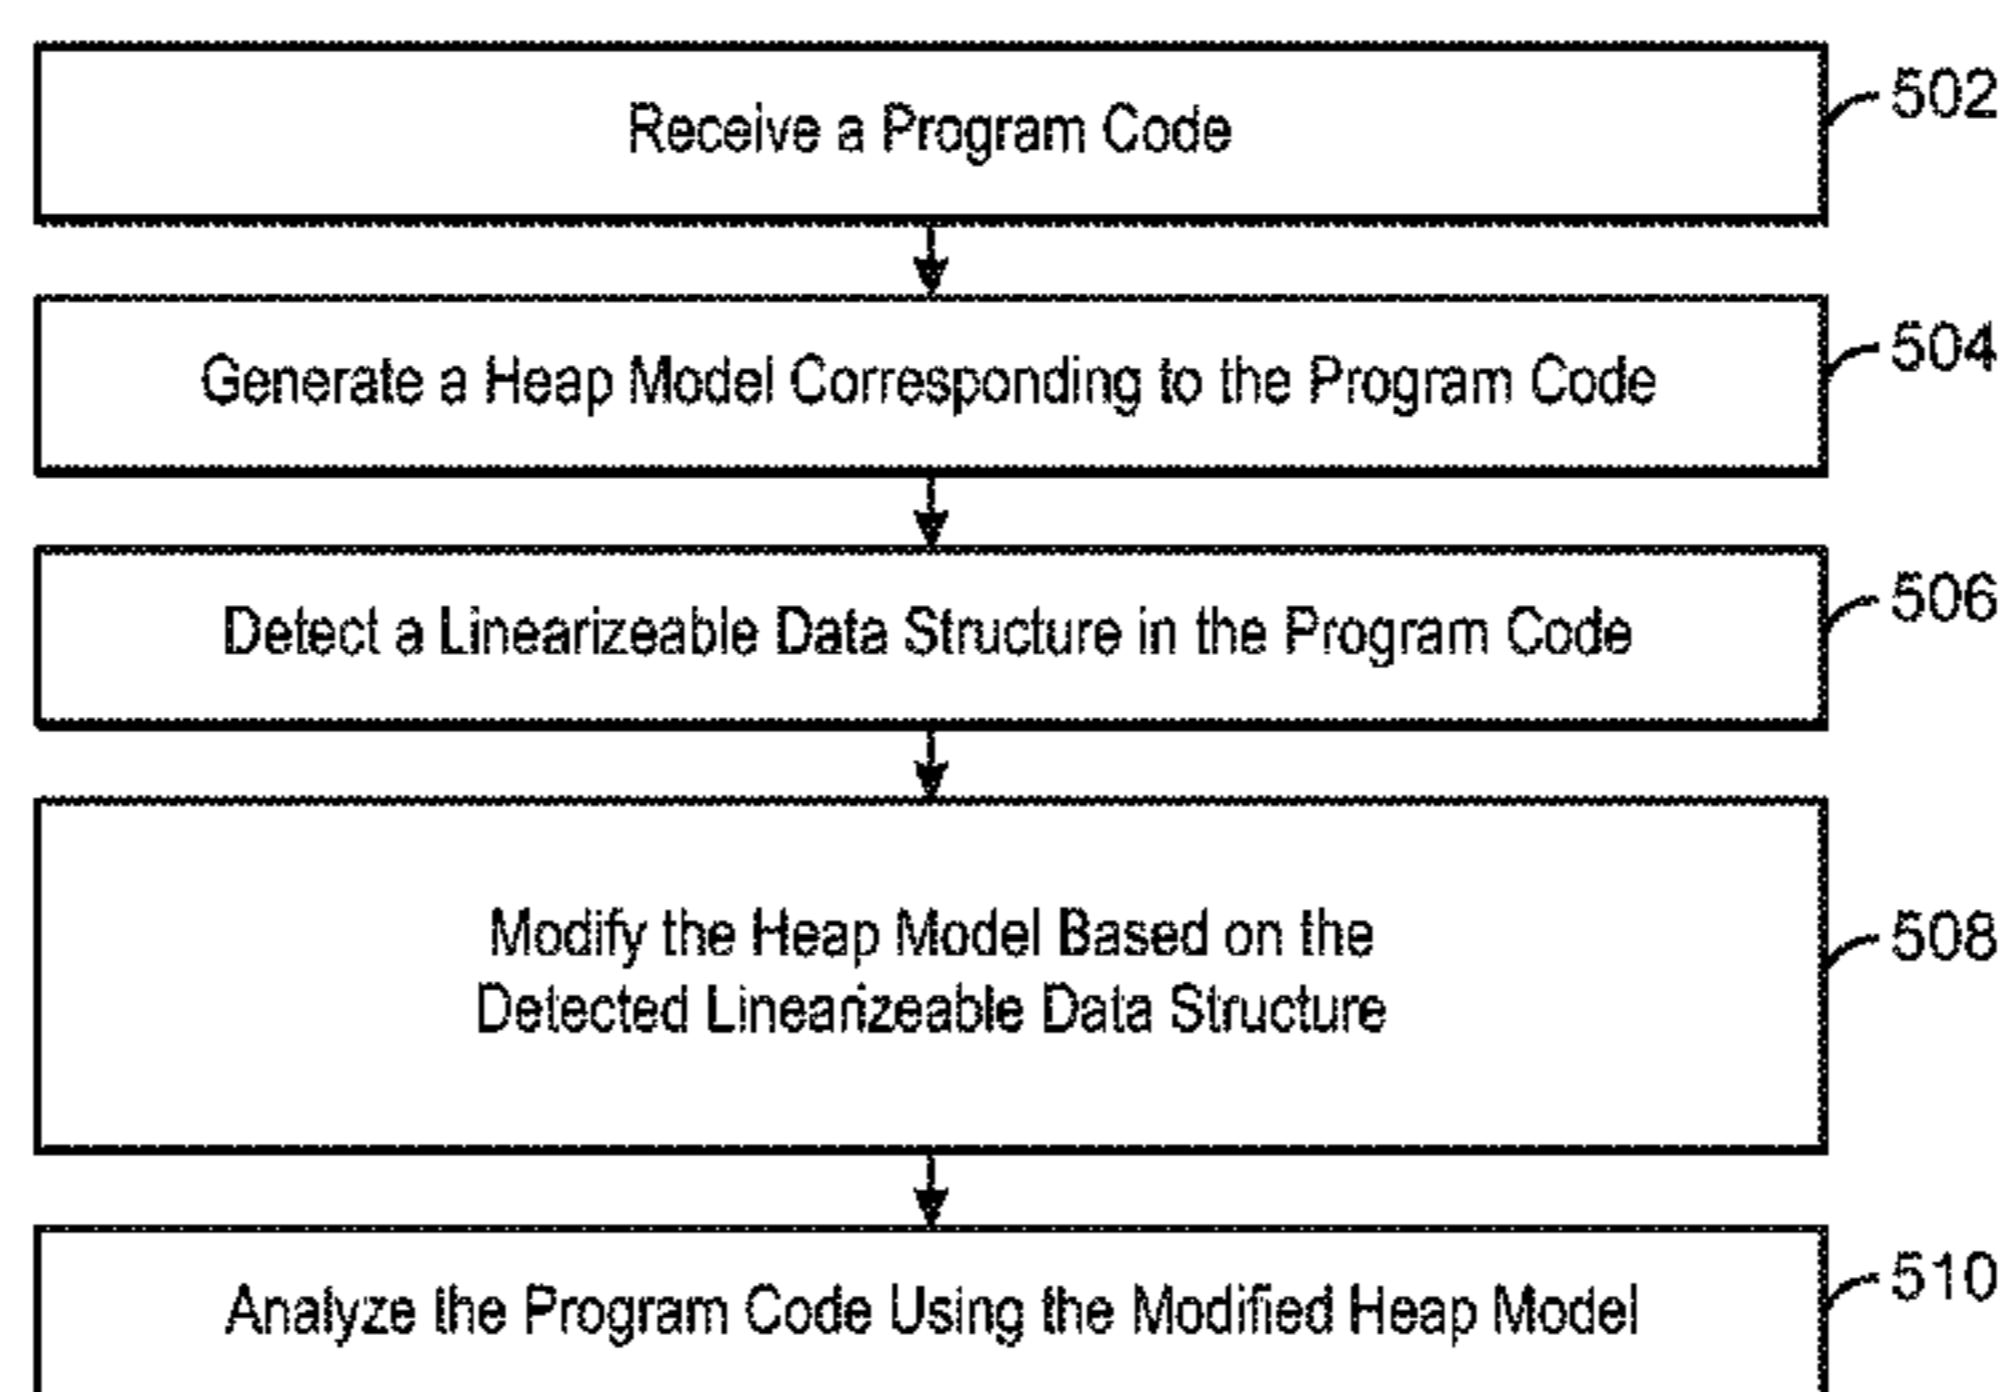 Receive a Program Code
502
Generate a Heap Model Corresponding to the Program Code
504
Detect a Linearizeable Data Structure in the Program Code
506
Modify the Heap Model Based on the
Detected Linearizeable Data Structure
508
Analyze the Program Code Using the Modified Heap Model
510